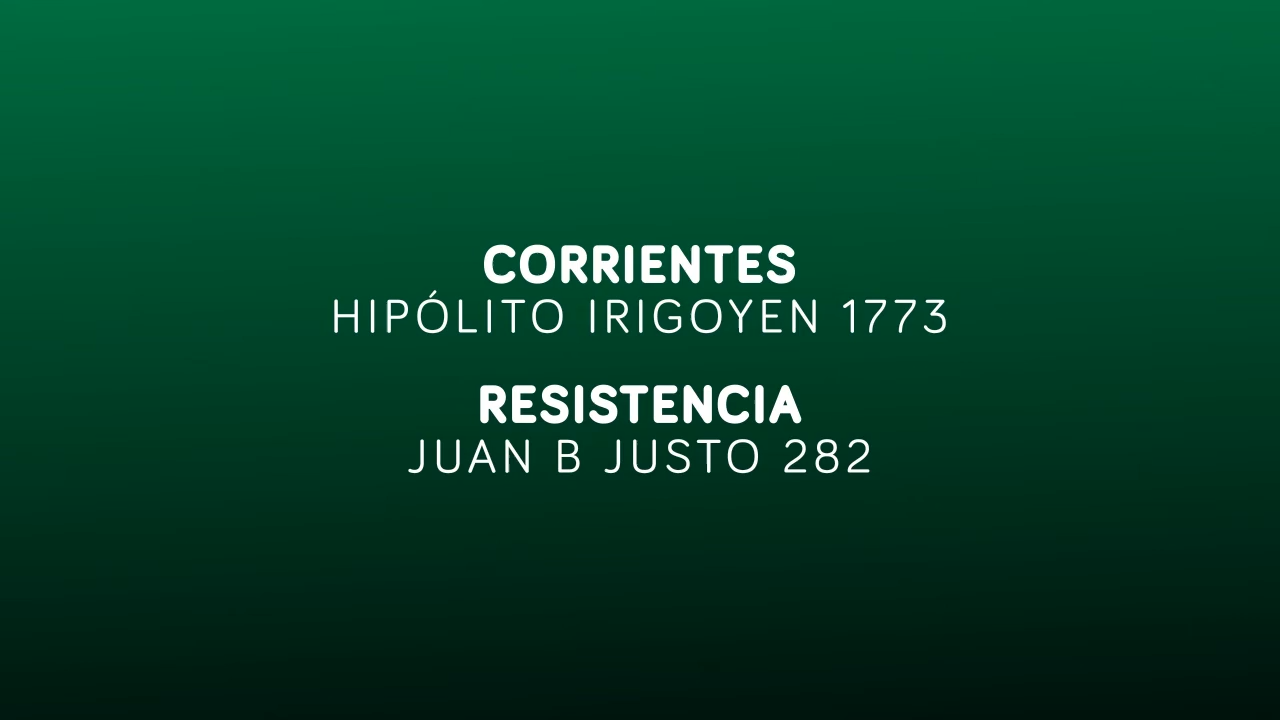 CORRIENTES
HIPÓLITO IRIGOYEN 1773
RESISTENCIA
JUAN B JUSTO 282